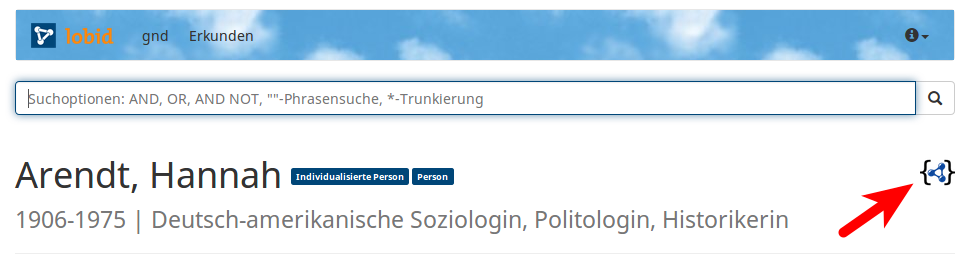 lobid gnd Erkunden
Suchoptionen: AND, OR, AND NOT, ""-Phrasensuche, *-Trunkierung
Arendt, Hannah Individualisierte Person Person
1906-1975 | Deutsch-amerikanische Soziologin, Politologin, Historikerin